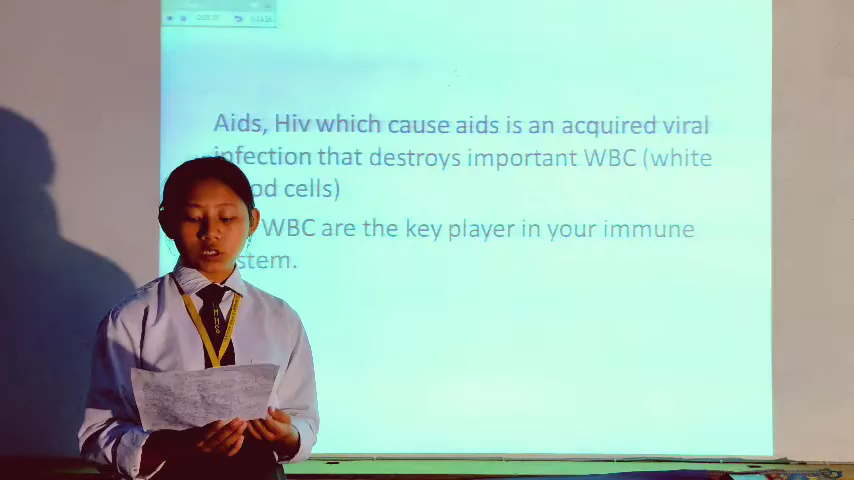 Aids, Hiv which cause aids is an acquired viral
infection that destroys important WBC (white
od cells)
WBC are the key player in your immune
stem.